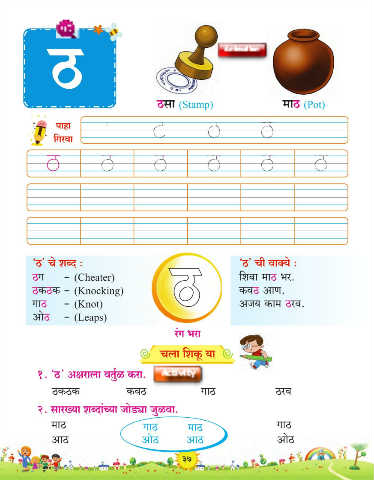 ठ
ठसा (Stamp)
माठ (Pot)
पाहा
गिरवा
ठ
'ठ' चे शब्द :
ठग – (Cheater)
ठकठक – (Knocking)
गाठ – (Knot)
ओठ – (Leaps)
ठ
रंग भरा
'ठ' ची वाक्ये :
शिवा माठ भर.
कवठ आण.
अजय काम ठरव.
चला शिकू या
१. 'ठ' अक्षराला वर्तुळ करा. Activity
ठकठक कवठ गाठ ठरव
२. सारख्या शब्दांच्या जोड्या जुळवा.
माठ गाठ माठ गाठ
आठ ओठ आठ ओठ
३७